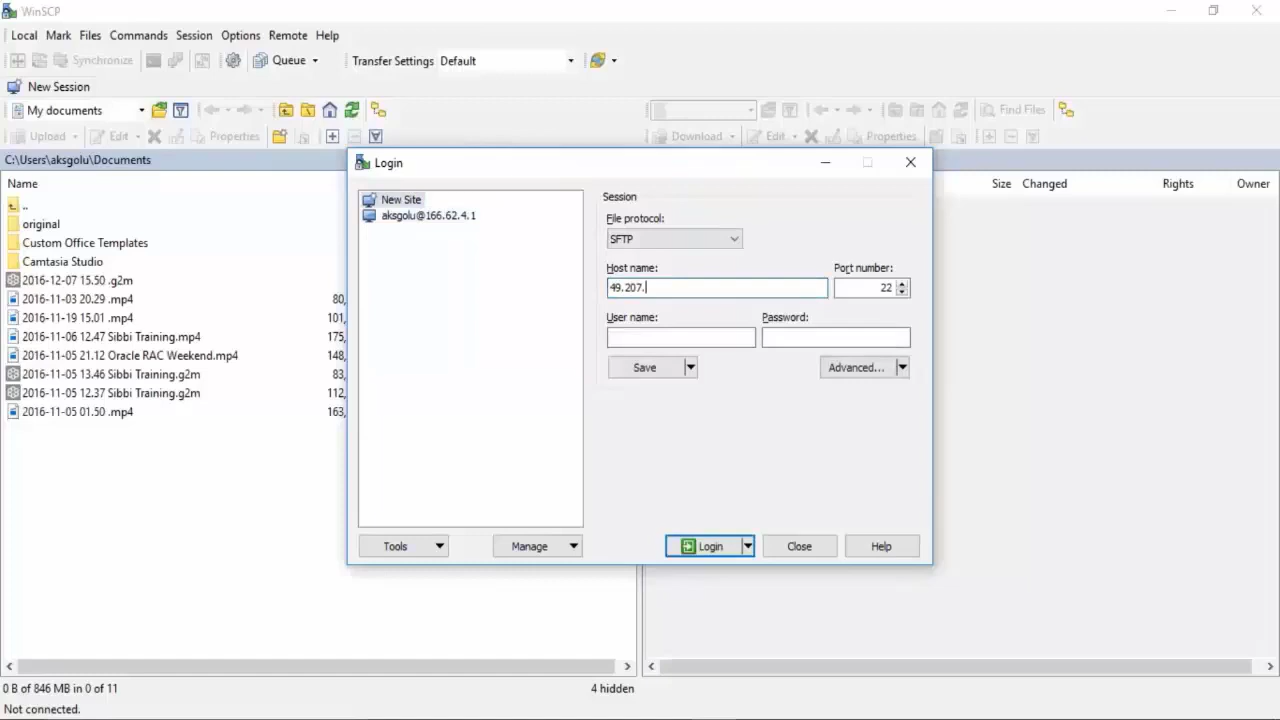 WinSCP
Local Mark Files Commands Session Options Remote Help
Synchronize Queue Transfer Settings Default
New Session
My documents Find Files
Upload Edit Properties Download Edit Properties
C:\Users\aksgolu\Documents
Name Size Changed Rights Owner
..
original
Custom Office Templates
Camtasia Studio
2016-12-07 15.50 .g2m
2016-11-03 20.29 .mp4 80,
2016-11-19 15.01 .mp4 101,
2016-11-06 12.47 Sibbi Training.mp4 175,
2016-11-05 21.12 Oracle RAC Weekend.mp4 148,
2016-11-05 13.46 Sibbi Training.g2m 83,
2016-11-05 12.37 Sibbi Training.g2m 112,
2016-11-05 01.50 .mp4 163,
Login
New Site
aksgolu@166.62.4.1
Session
File protocol:
SFTP
Host name: Port number:
49.207. 22
User name: Password:
Save Advanced...
Tools Manage Login Close Help
0 B of 846 MB in 0 of 11 4 hidden
Not connected.